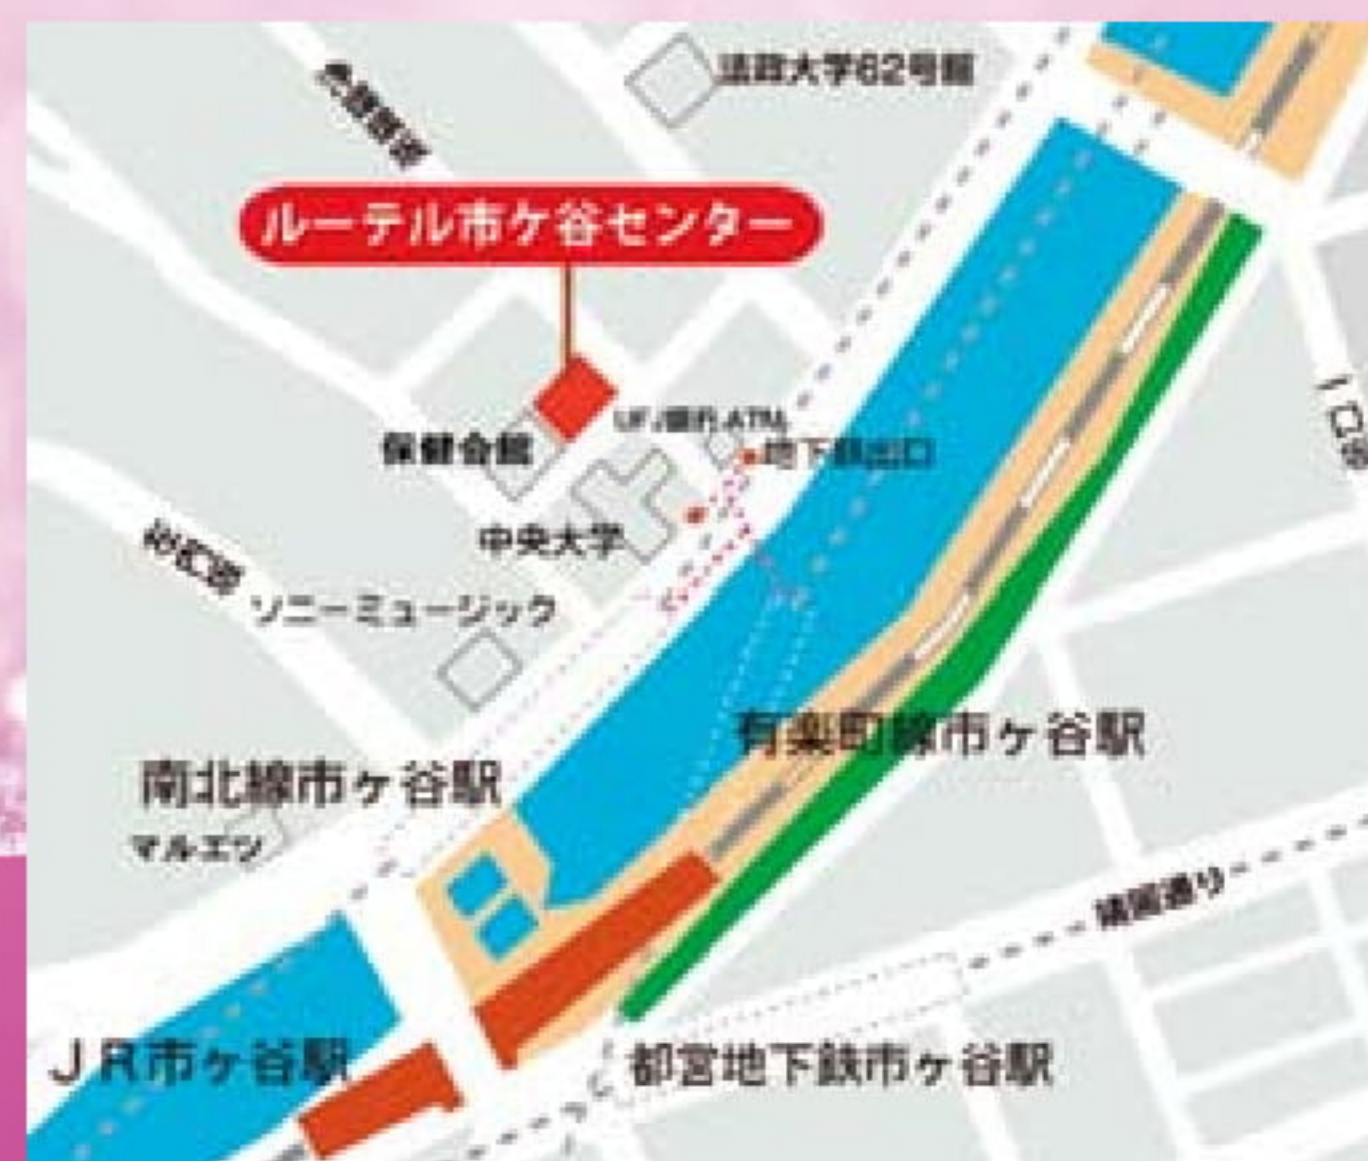 法政大学62号館
ルーテル市ケ谷センター
UFJ銀行ATM
地下鉄出口
保健会館
中央大学
ソニーミュージック
有楽町線市ヶ谷駅
南北線市ヶ谷駅
マルエツ
靖国通り
JR市ヶ谷駅
都営地下鉄市ヶ谷駅